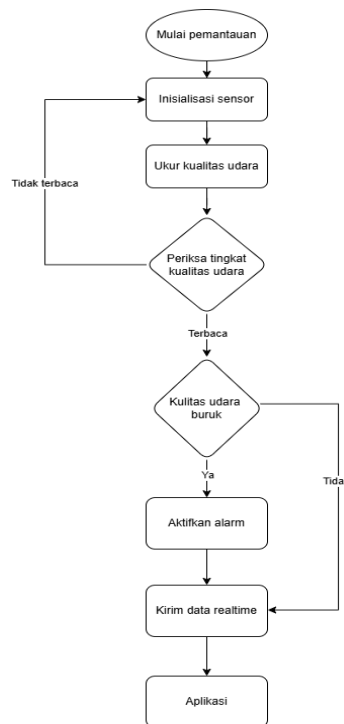 Mulai pemantauan
Inisialisasi sensor
Ukur kualitas udara
Tidak terbaca
Periksa tingkat
kualitas udara
Terbaca
Kulitas udara
buruk
Ya
Tida
Aktifkan alarm
Kirim data realtime
Aplikasi